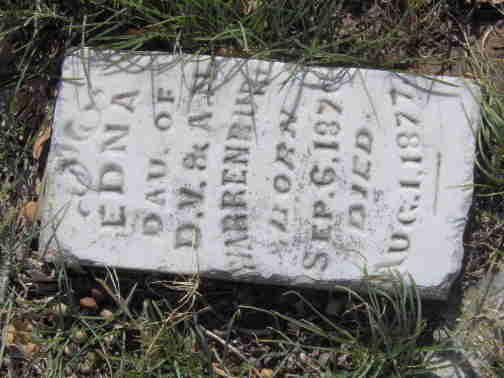 EDNA
DAU. OF
D.V. & A.
WARRENBURG
BORN
SEP. 6, 187
DIED.
AUG. 1, 1877